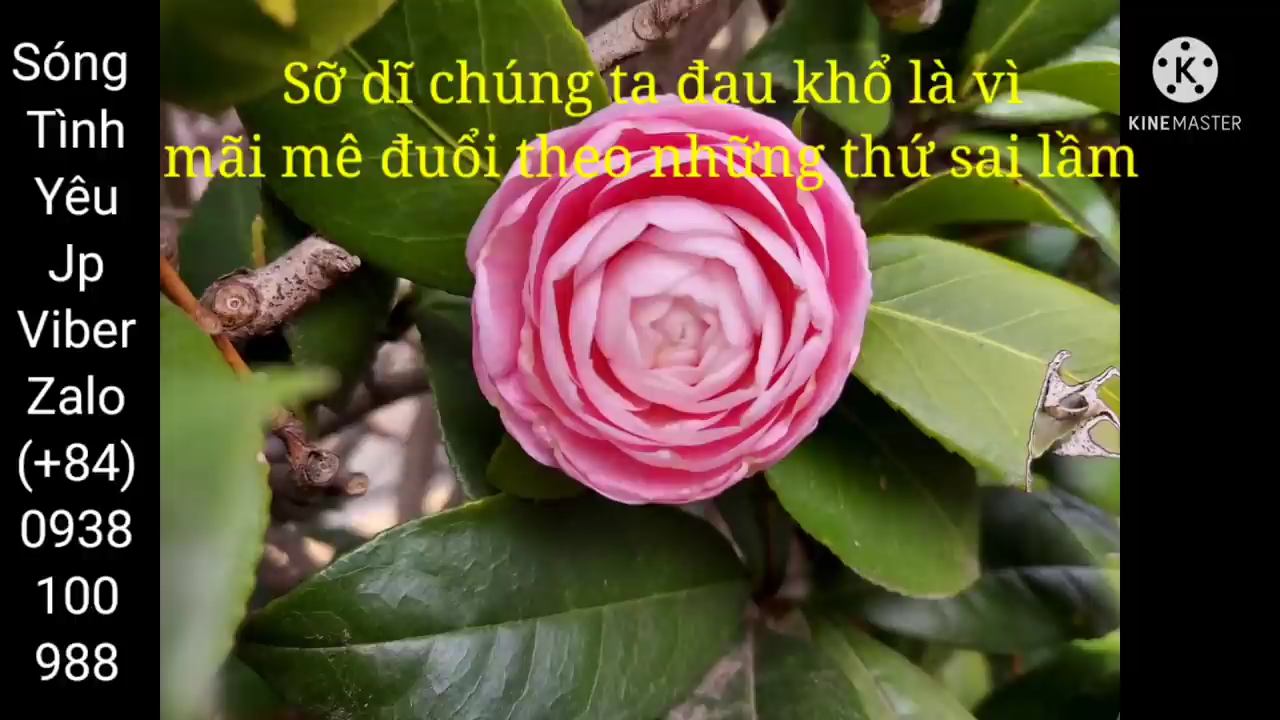 Sóng
Tình
Yêu
Jp
Viber
Zalo
(+84)
0938
100
988
Sỡ dĩ chúng ta đau khổ là vì
mãi mê đuổi theo những thứ sai lầm
K
KINEMASTER